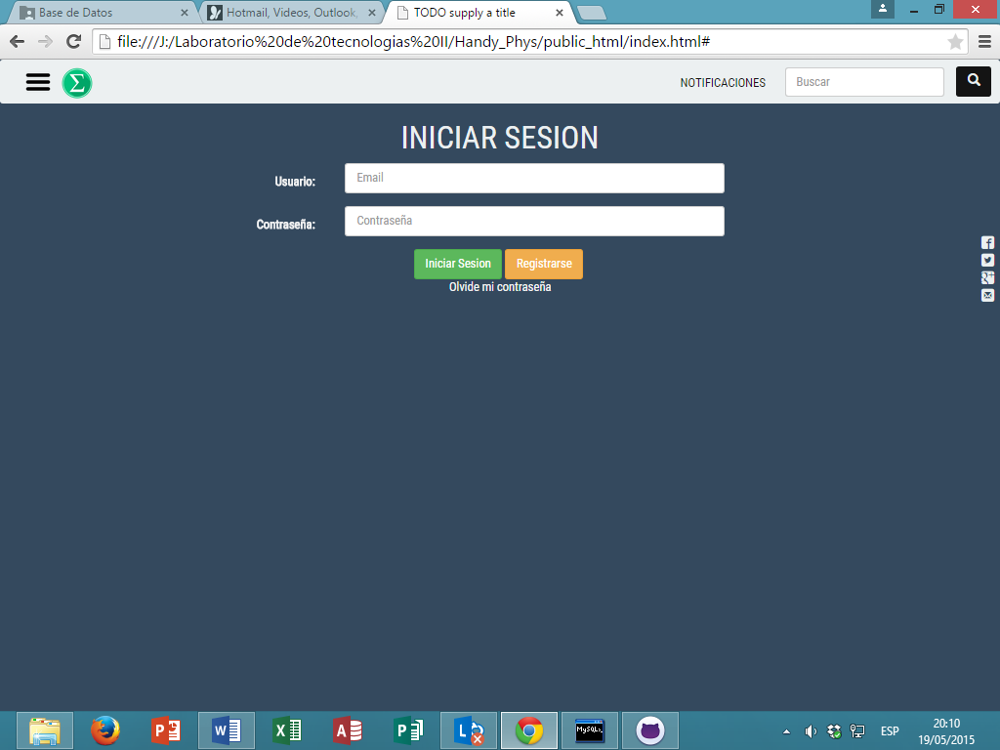 Base de Datos
Hotmail, Videos, Outlook,
TODO supply a title
file:///J:/Laboratorio%20de%20tecnologias%20II/Handy_Phys/public_html/index.html#
Σ
NOTIFICACIONES
Buscar
INICIAR SESION
Usuario:
Email
Contraseña:
Contraseña
Iniciar Sesion
Registrarse
Olvide mi contraseña
ESP
20:10
19/05/2015